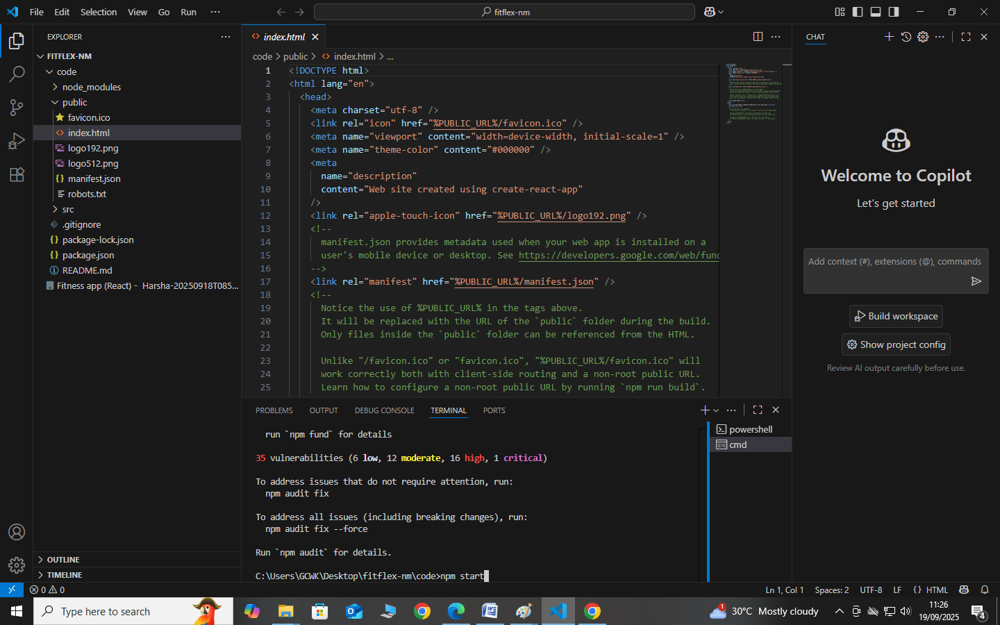 File Edit Selection View Go Run ···
fitflex-nm
EXPLORER
FITFLEX-NM
code
node_modules
public
favicon.ico
index.html
logo192.png
logo512.png
manifest.json
robots.txt
src
.gitignore
package-lock.json
package.json
README.md
Fitness app (React) - Harsha-20250918T085...
OUTLINE
TIMELINE
index.html
code > public > index.html > ...
1 <!DOCTYPE html>
2 <html lang="en">
3 <head>
4 <meta charset="utf-8" />
5 <link rel="icon" href="%PUBLIC_URL%/favicon.ico" />
6 <meta name="viewport" content="width=device-width, initial-scale=1" />
7 <meta name="theme-color" content="#000000" />
8 <meta
9 name="description"
10 content="Web site created using create-react-app"
11 />
12 <link rel="apple-touch-icon" href="%PUBLIC_URL%/logo192.png" />
13 <!--
14 manifest.json provides metadata used when your web app is installed on a
15 user's mobile device or desktop. See https://developers.google.com/web/fund
16 -->
17 <link rel="manifest" href="%PUBLIC_URL%/manifest.json" />
18 <!--
19 Notice the use of %PUBLIC_URL% in the tags above.
20 It will be replaced with the URL of the `public` folder during the build.
21 Only files inside the `public` folder can be referenced from the HTML.
22
23 Unlike "/favicon.ico" or "favicon.ico", "%PUBLIC_URL%/favicon.ico" will
24 work correctly both with client-side routing and a non-root public URL.
25 Learn how to configure a non-root public URL by running `npm run build`.
PROBLEMS OUTPUT DEBUG CONSOLE TERMINAL PORTS
run `npm fund` for details
35 vulnerabilities (6 low, 12 moderate, 16 high, 1 critical)
To address issues that do not require attention, run:
npm audit fix
To address all issues (including breaking changes), run:
npm audit fix --force
Run `npm audit` for details.
C:\Users\GCWK\Desktop\fitflex-nm\code>npm start
powershell
cmd
CHAT
Welcome to Copilot
Let's get started
Add context (#), extensions (@), commands
Build workspace
Show project config
Review AI output carefully before use.
0 0
Ln 1, Col 1 Spaces: 2 UTF-8 LF {} HTML
Type here to search
1
30°C Mostly cloudy
11:26
19/09/2025
4